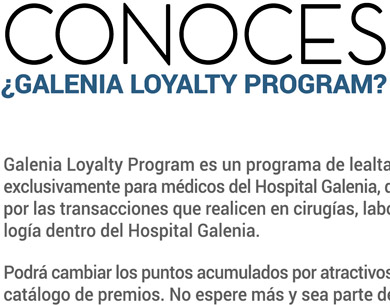 CONOCES
¿GALENIA LOYALTY PROGRAM?
Galenia Loyalty Program es un programa de
exclusivamente para médicos del Hospital Galenia,
por las transacciones que realicen en cirugías,
logía dentro del Hospital Galenia.
Podrá cambiar los puntos acumulados por atractivos
catálogo de premios. No espere más y sea parte